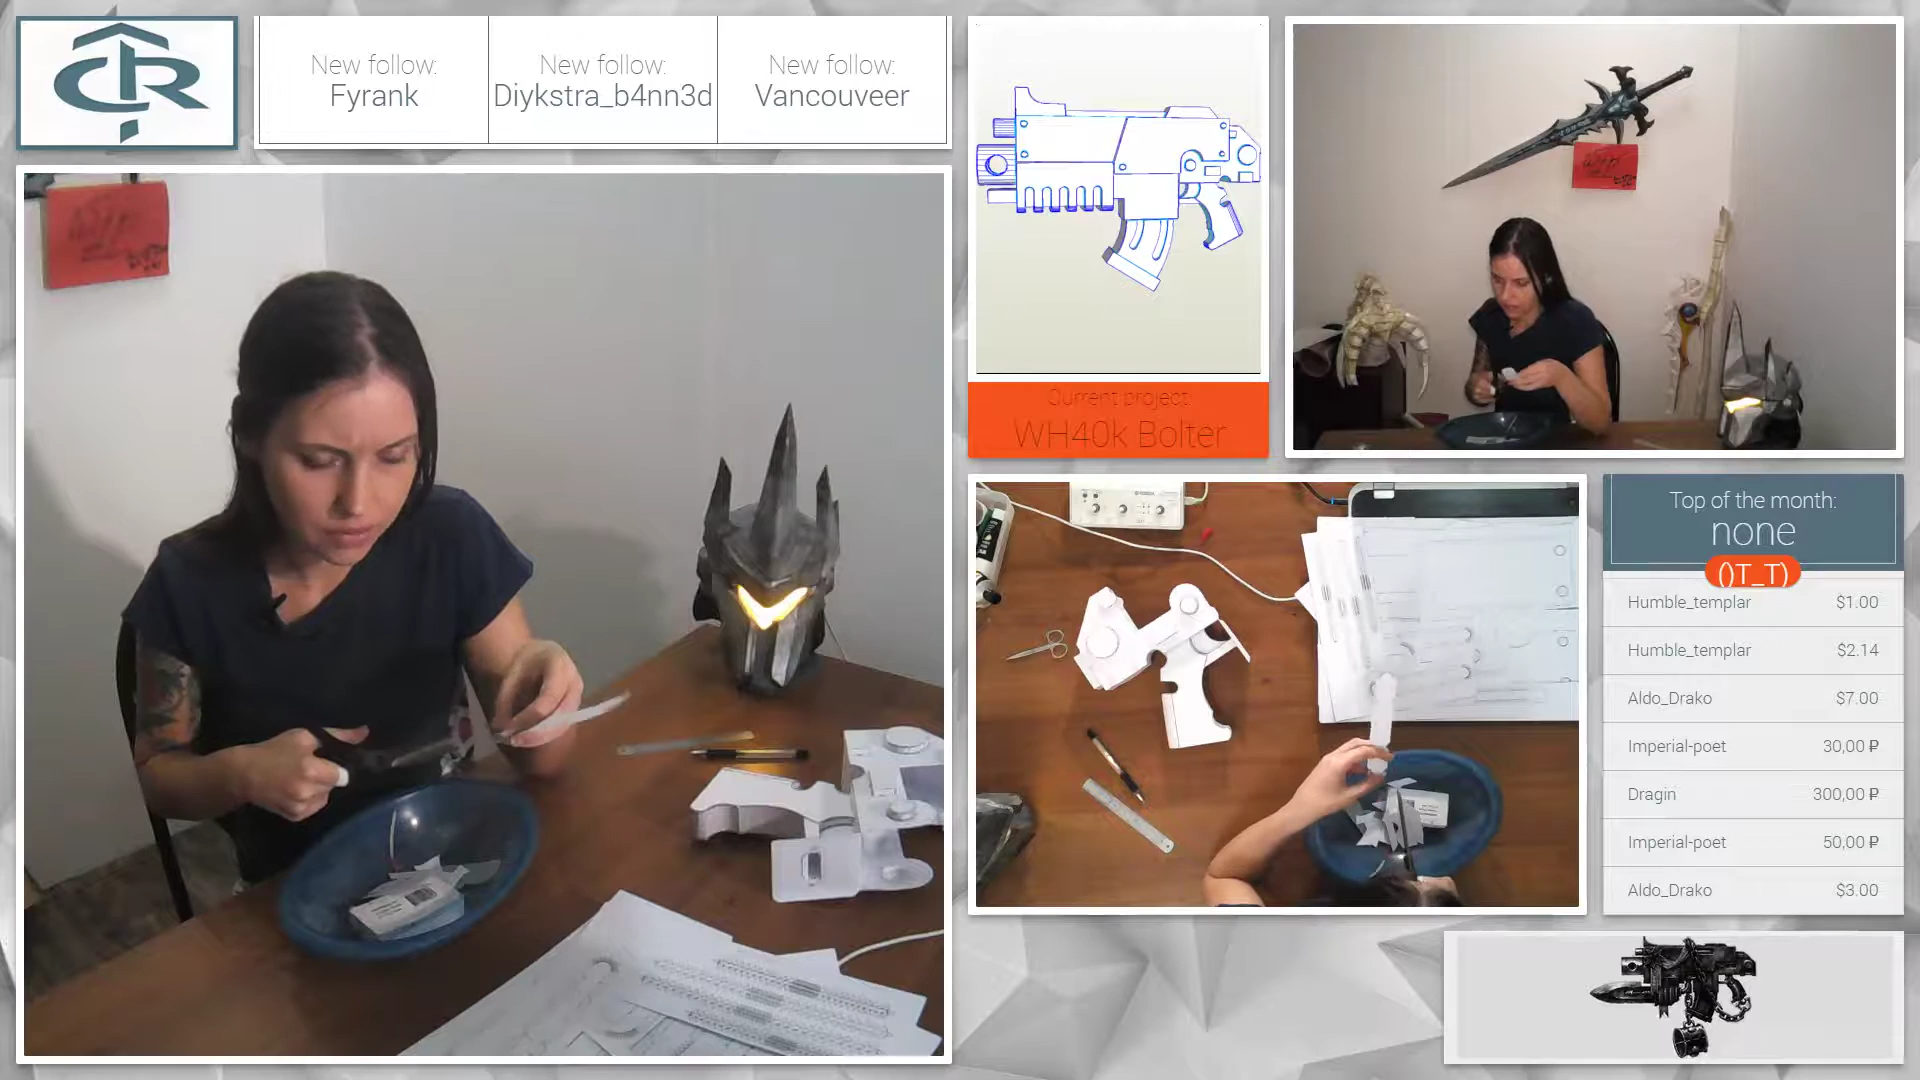 New follow:
Fyrank
New follow:
Diykstra_b4nn3d
New follow:
Vancouveer
Current project:
WH40k Bolter
Top of the month:
none
()T_T)
Humble_templar $1.00
Humble_templar $2.14
Aldo_Drako $7.00
Imperial-poet 30,00 ₽
Dragin 300,00 ₽
Imperial-poet 50,00 ₽
Aldo_Drako $3.00